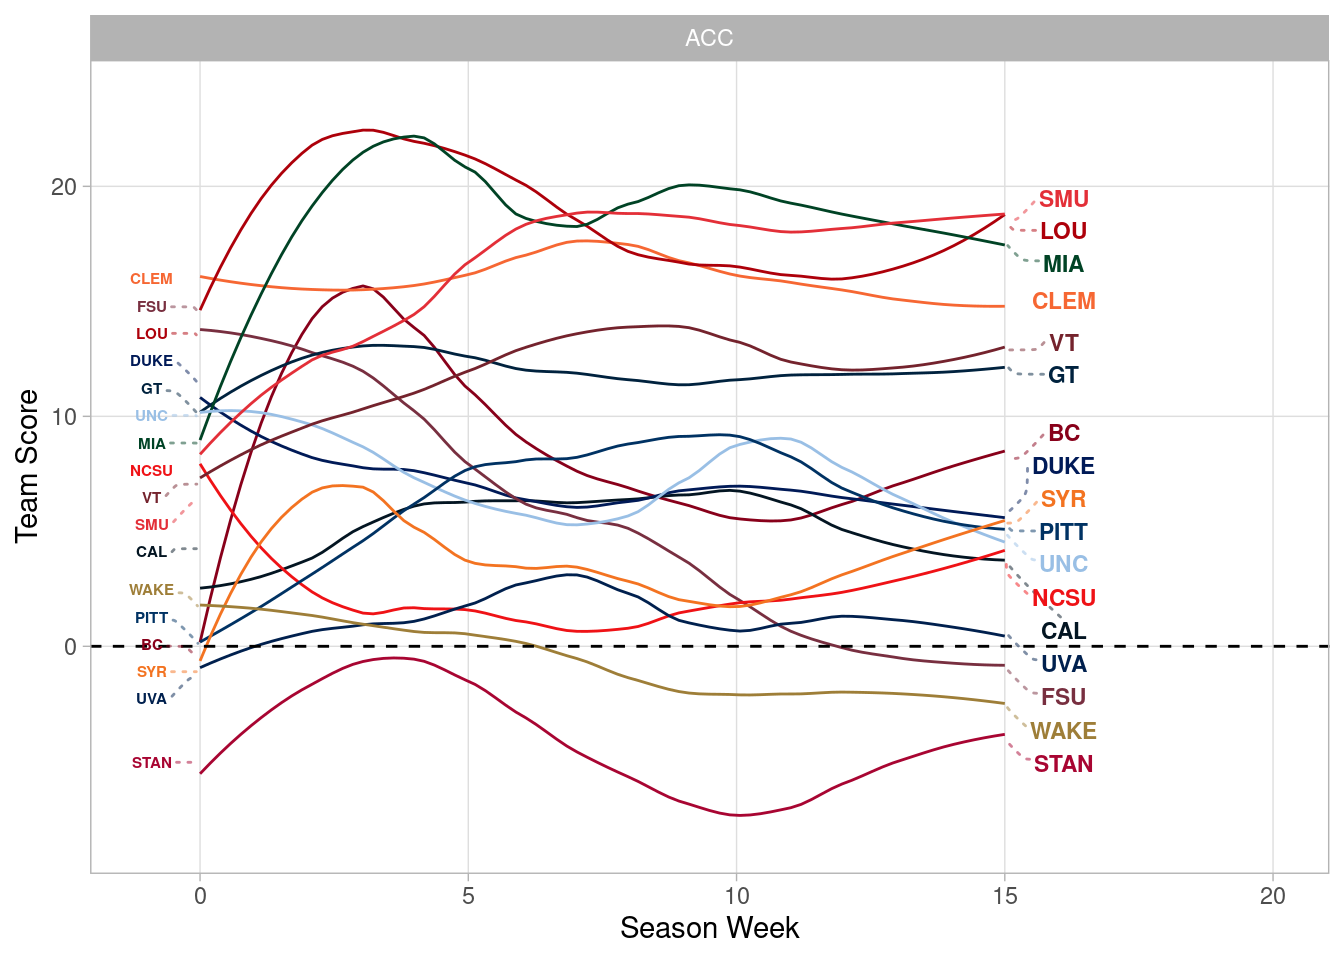 ACC
20
10
0
Team Score
CLEM
FSU
LOU
DUKE
GT
UNC
MIA
NCSU
VT
SMU
CAL
WAKE
PITT
BC
SYR
UVA
STAN
SMU
LOU
MIA
CLEM
VT
GT
BC
DUKE
SYR
PITT
UNC
NCSU
CAL
UVA
FSU
WAKE
STAN
0 5 10 15 20
Season Week